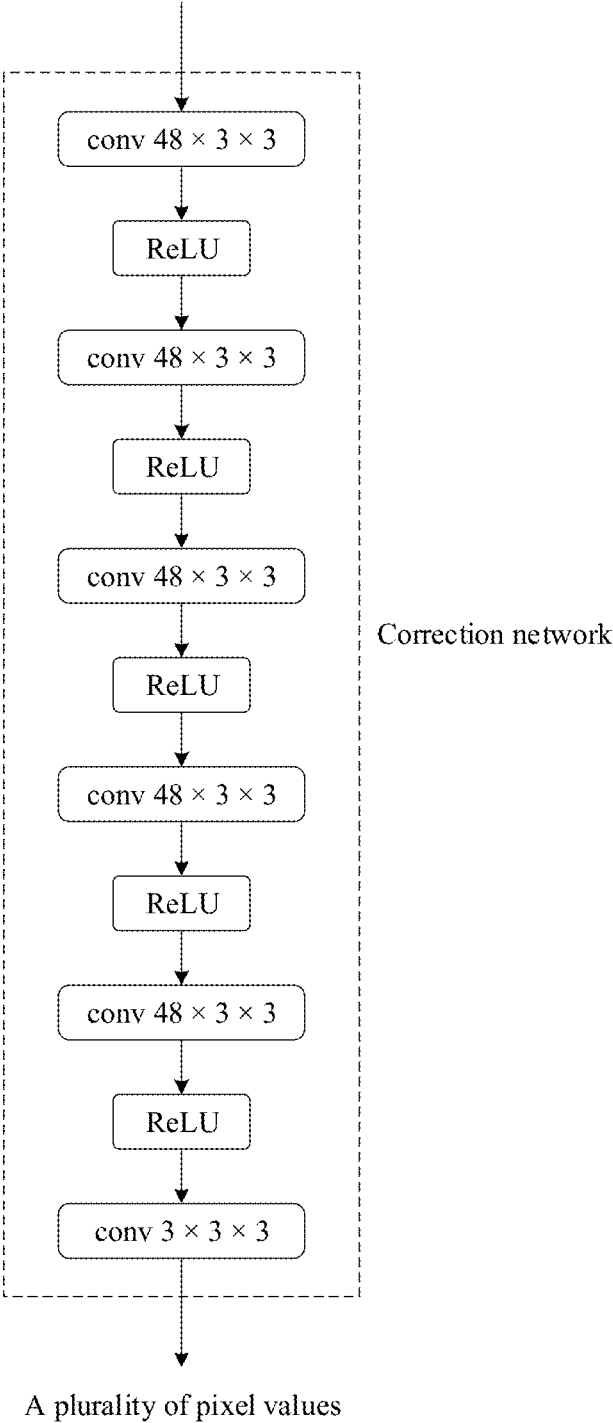 conv 48 × 3 × 3
ReLU
conv 48 × 3 × 3
ReLU
conv 48 × 3 × 3
Correction network
ReLU
conv 48 × 3 × 3
ReLU
conv 48 × 3 × 3
ReLU
conv 3 × 3 × 3
A plurality of pixel values